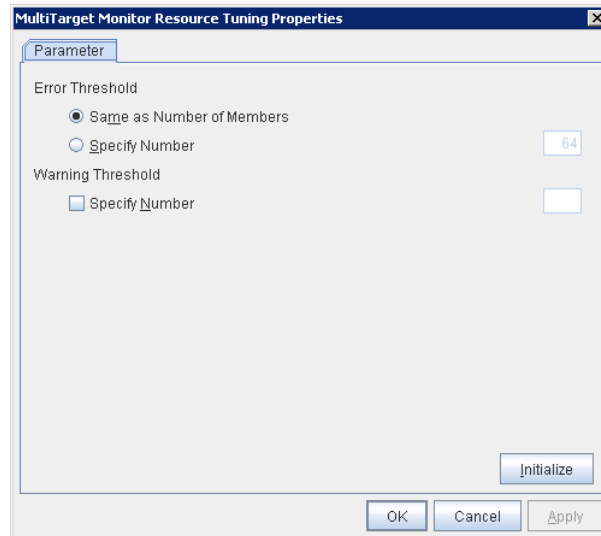 MultiTarget Monitor Resource Tuning Properties
Parameter
Error Threshold
Same as Number of Members
Specify Number 64
Warning Threshold
Specify Number
Initialize
OK Cancel Apply